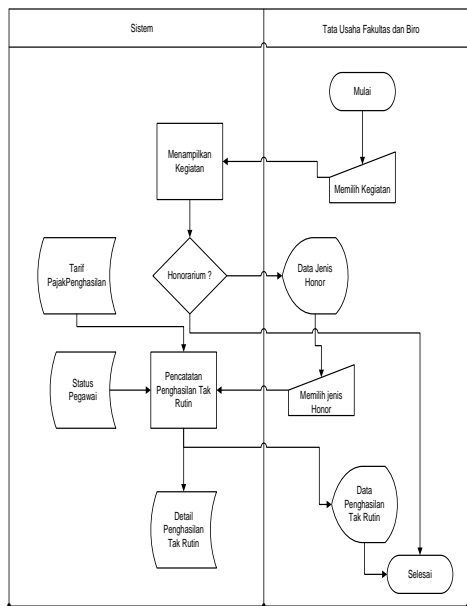 Sistem
Tata Usaha Fakultas dan Biro
Mulai
Menampilkan
Kegiatan
Memilih Kegiatan
Tarif
PajakPenghasilan
Honorarium ?
Data Jenis
Honor
Status
Pegawai
Pencatatan
Penghasilan Tak
Rutin
Memilih jenis
Honor
Detail
Penghasilan
Tak Rutin
Data
Penghasilan
Tak Rutin
Selesai